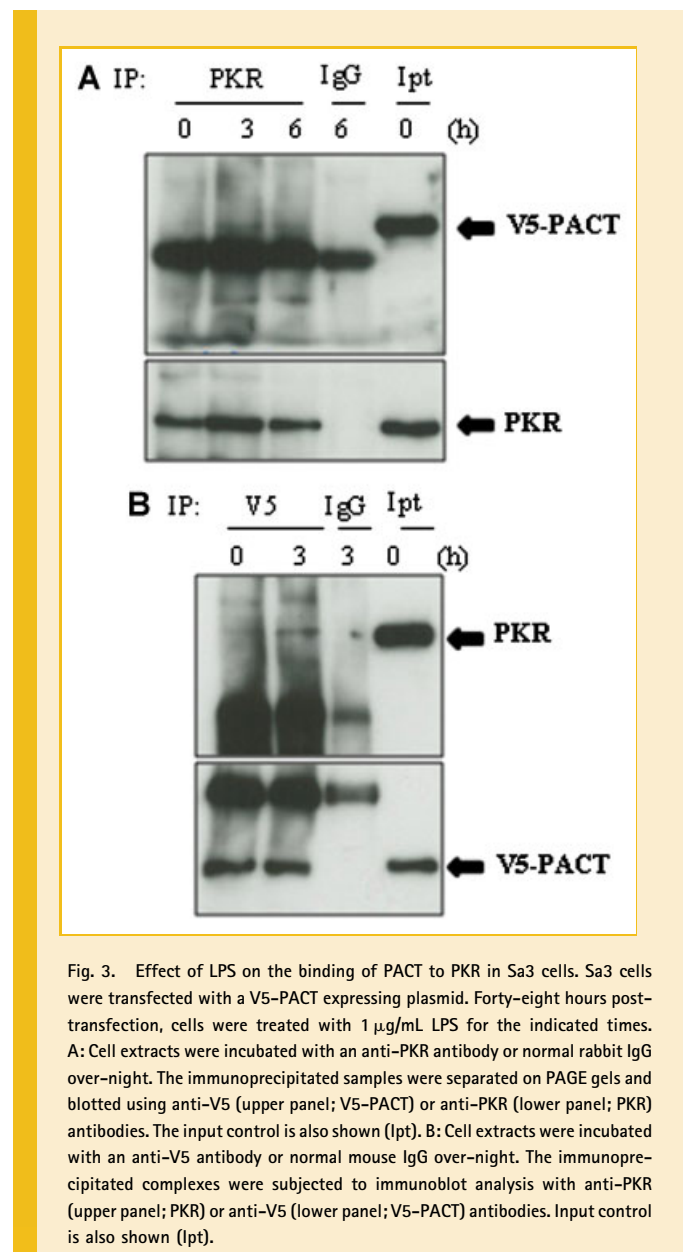 A IP: PKR IgG Ipt
0 3 6 6 0 (h)
V5-PACT
PKR
B IP: V5 IgG Ipt
0 3 3 0 (h)
PKR
V5-PACT
Fig. 3. Effect of LPS on the binding of PACT to PKR in Sa3 cells. Sa3 cells
were transfected with a V5-PACT expressing plasmid. Forty-eight hours post-
transfection, cells were treated with 1 μg/mL LPS for the indicated times.
A: Cell extracts were incubated with an anti-PKR antibody or normal rabbit IgG
over-night. The immunoprecipitated samples were separated on PAGE gels and
blotted using anti-V5 (upper panel; V5-PACT) or anti-PKR (lower panel; PKR)
antibodies. The input control is also shown (Ipt). B: Cell extracts were incubated
with an anti-V5 antibody or normal mouse IgG over-night. The immunopre-
cipitated complexes were subjected to immunoblot analysis with anti-PKR
(upper panel; PKR) or anti-V5 (lower panel; V5-PACT) antibodies. Input control
is also shown (Ipt).